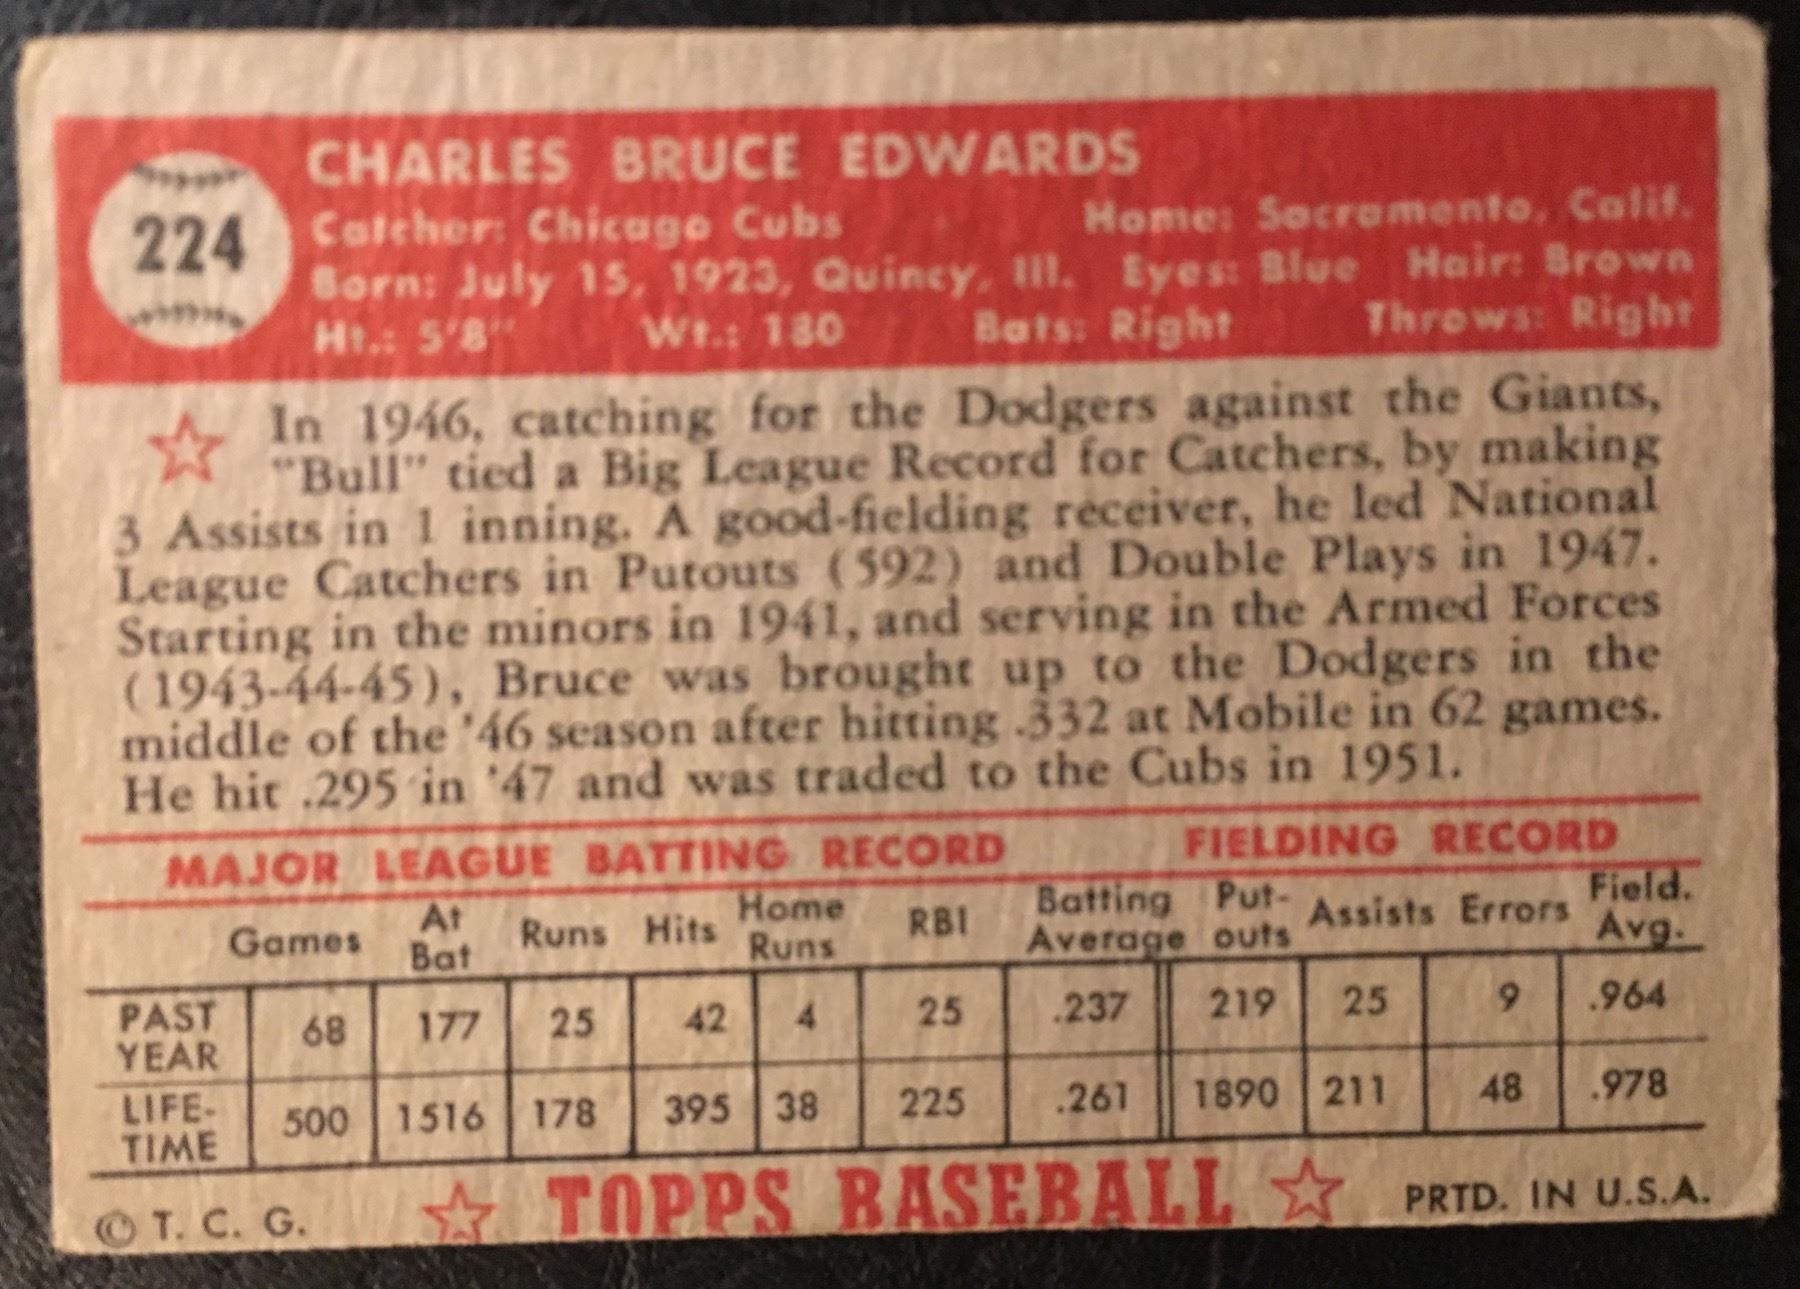 224
CHARLES BRUCE EDWARDS
Catcher: Chicago Cubs Home: Sacramento, Calif.
Born: July 15, 1923, Quincy, Ill. Eyes: Blue Hair: Brown
Ht.: 5'8" Wt.: 180 Bats: Right Throws: Right
In 1946, catching for the Dodgers against the Giants,
"Bull" tied a Big League Record for Catchers, by making
3 Assists in 1 inning. A good-fielding receiver, he led National
League Catchers in Putouts (592) and Double Plays in 1947.
Starting in the minors in 1941, and serving in the Armed Forces
(1943-44-45), Bruce was brought up to the Dodgers in the
middle of the '46 season after hitting .332 at Mobile in 62 games.
He hit .295 in '47 and was traded to the Cubs in 1951.
MAJOR LEAGUE BATTING RECORD FIELDING RECORD
Games At Bat Runs Hits Home Runs RBI Batting Average Put-outs Assists Errors Field. Avg.
PAST YEAR 68 177 25 42 4 25 .237 219 25 9 .964
LIFE-TIME 500 1516 178 395 38 225 .261 1890 211 48 .978
© T. C. G. TOPPS BASEBALL PRTD. IN U.S.A.